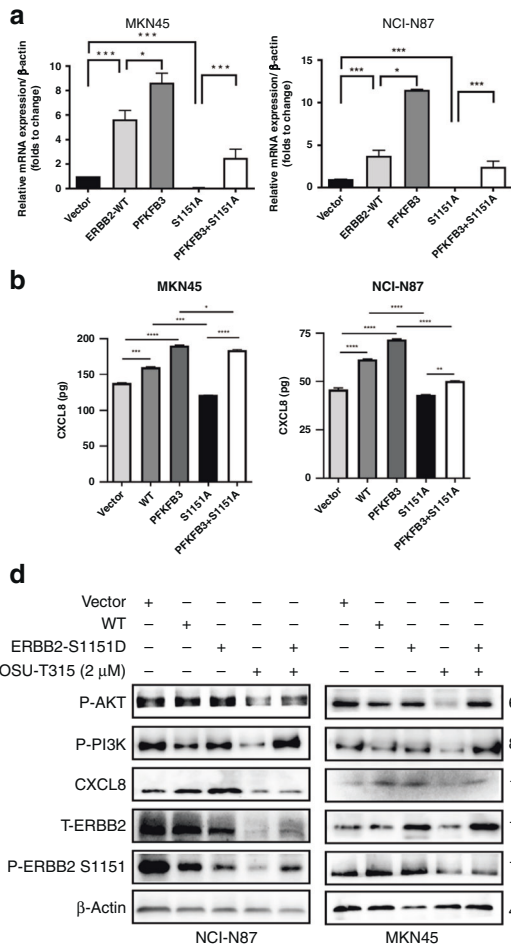 a
MKN45
NCI-N87
Relative mRNA expression/ β-actin
(folds to change)
10
8
6
4
2
0
***
***
*
***
Vector
ERBB2-WT
PFKFB3
S1151A
PFKFB3+S1151A
Relative mRNA expression/ β-actin
(folds to change)
15
10
5
0
***
***
*
***
Vector
ERBB2-WT
PFKFB3
S1151A
PFKFB3+S1151A
b
MKN45
NCI-N87
CXCL8 (pg)
200
150
100
50
0
*
***
****
***
****
Vector
WT
PFKFB3
S1151A
PFKFB3+S1151A
CXCL8 (pg)
75
50
25
0
****
****
****
****
**
Vector
WT
PFKFB3
S1151A
PFKFB3+S1151A
d
Vector + – – – – + – – – –
WT – + – – – – + – – –
ERBB2-S1151D – – + – + – – + – +
OSU-T315 (2 μM) – – – + + – – – + +
P-AKT
P-PI3K
CXCL8
T-ERBB2
P-ERBB2 S1151
β-Actin
NCI-N87
MKN45